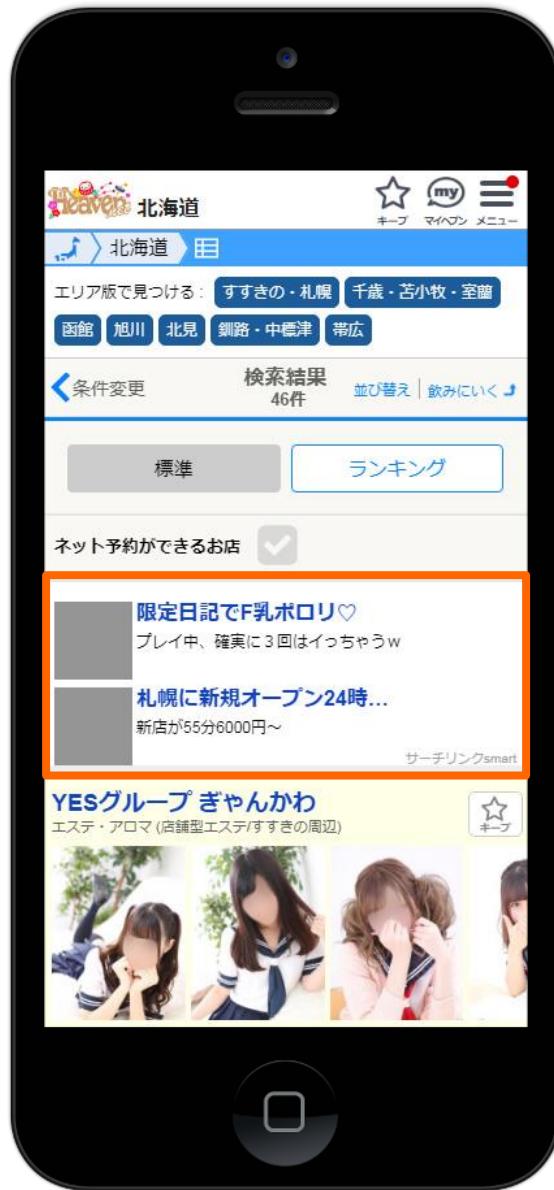 Heaven 北海道
キープ マイヘブン メニュー
my
北海道
エリア版で見つける: すすきの・札幌 千歳・苫小牧・室蘭
函館 旭川 北見 釧路・中標津 帯広
条件変更 検索結果 並び替え 飲みにいく
46件
標準 ランキング
ネット予約ができるお店
限定日記でF乳ポロリ♡
プレイ中、確実に3回はイっちゃうw
札幌に新規オープン24時...
新店が55分6000円～
サーチリンクsmart
YESグループ ぎゃんかわ
エステ・アロマ (店舗型エステ/すすきの周辺)
キープ